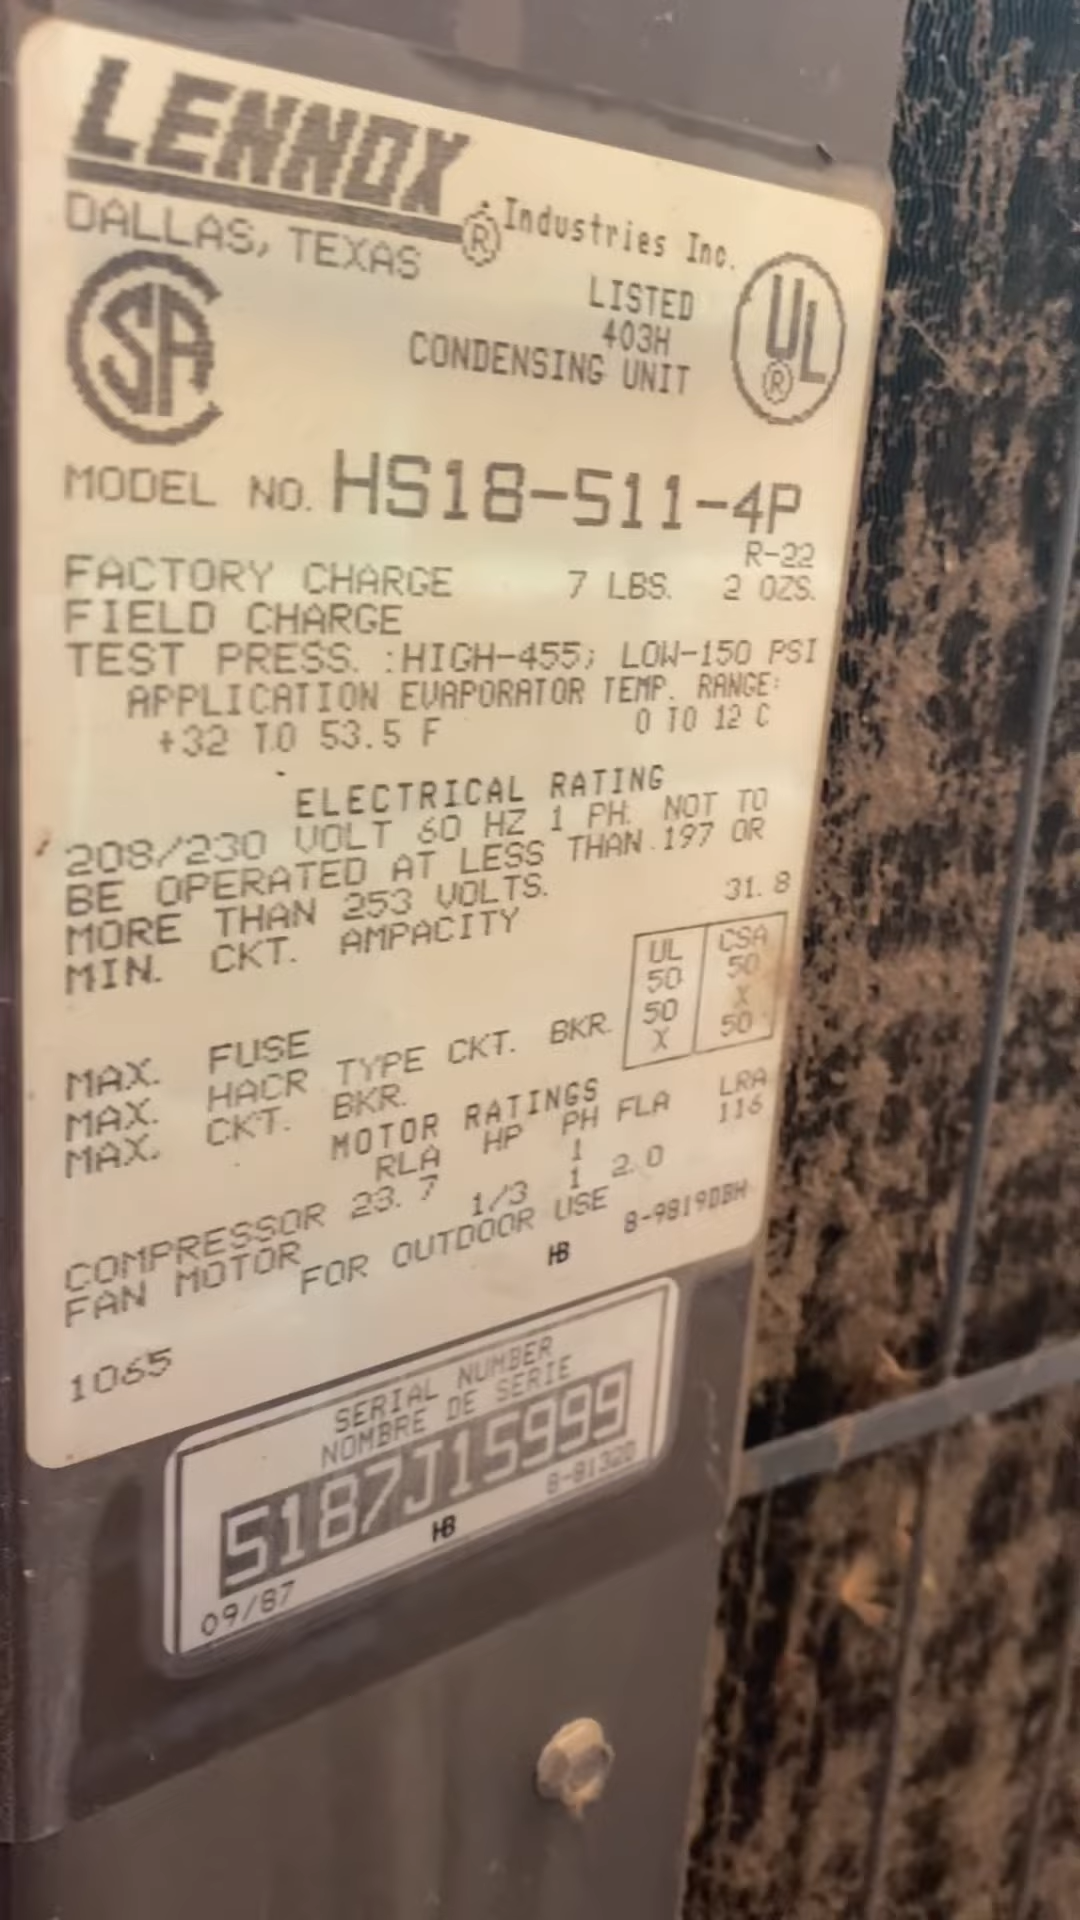 LENNOX
® Industries Inc.
DALLAS, TEXAS
SA
LISTED
403H
CONDENSING UNIT
UL
®
MODEL NO. HS18-511-4P
R-22
FACTORY CHARGE 7 LBS. 2 OZS.
FIELD CHARGE
TEST PRESS. :HIGH-455; LOW-150 PSI
APPLICATION EVAPORATOR TEMP. RANGE:
+32 TO 53.5 F 0 TO 12 C
ELECTRICAL RATING
208/230 VOLT 60 HZ 1 PH. NOT TO
BE OPERATED AT LESS THAN 197 OR
MORE THAN 253 VOLTS.
MIN. CKT. AMPACITY 31.8
UL CSA
MAX. FUSE 50 50
MAX. HACR TYPE CKT. BKR. 50 X
MAX. CKT. BKR. X 50
MOTOR RATINGS
RLA HP PH FLA LRA
COMPRESSOR 23.7 1 116
FAN MOTOR 1/3 1 2.0
FOR OUTDOOR USE
8-9819DBH
HB
1065
SERIAL NUMBER
NOMBRE DE SERIE
5187J15999
09/87 HB 8-8132D